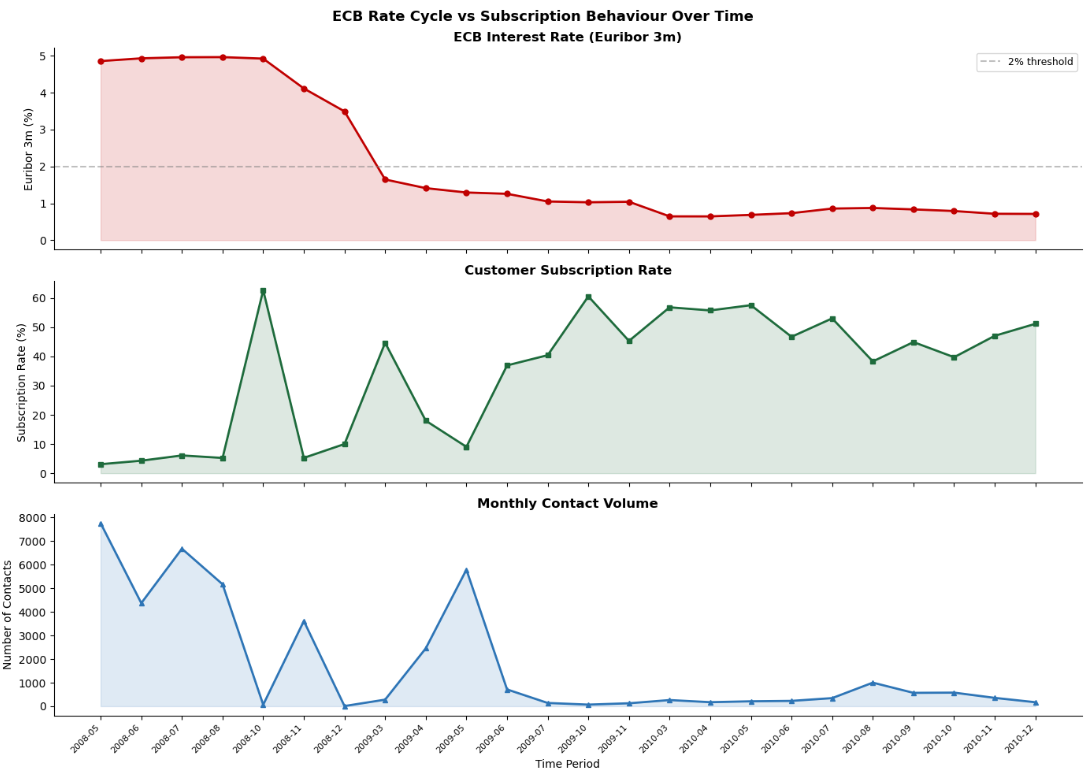 ECB Rate Cycle vs Subscription Behaviour Over Time
ECB Interest Rate (Euribor 3m)
2% threshold
Euribor 3m (%)
5
4
3
2
1
0
Customer Subscription Rate
Subscription Rate (%)
60
50
40
30
20
10
0
Monthly Contact Volume
Number of Contacts
8000
7000
6000
5000
4000
3000
2000
1000
0
2008-05 2008-06 2008-07 2008-08 2008-10 2008-11 2008-12 2009-03 2009-04 2009-05 2009-06 2009-07 2009-10 2009-11 2010-03 2010-04 2010-05 2010-06 2010-07 2010-08 2010-09 2010-10 2010-11 2010-12
Time Period